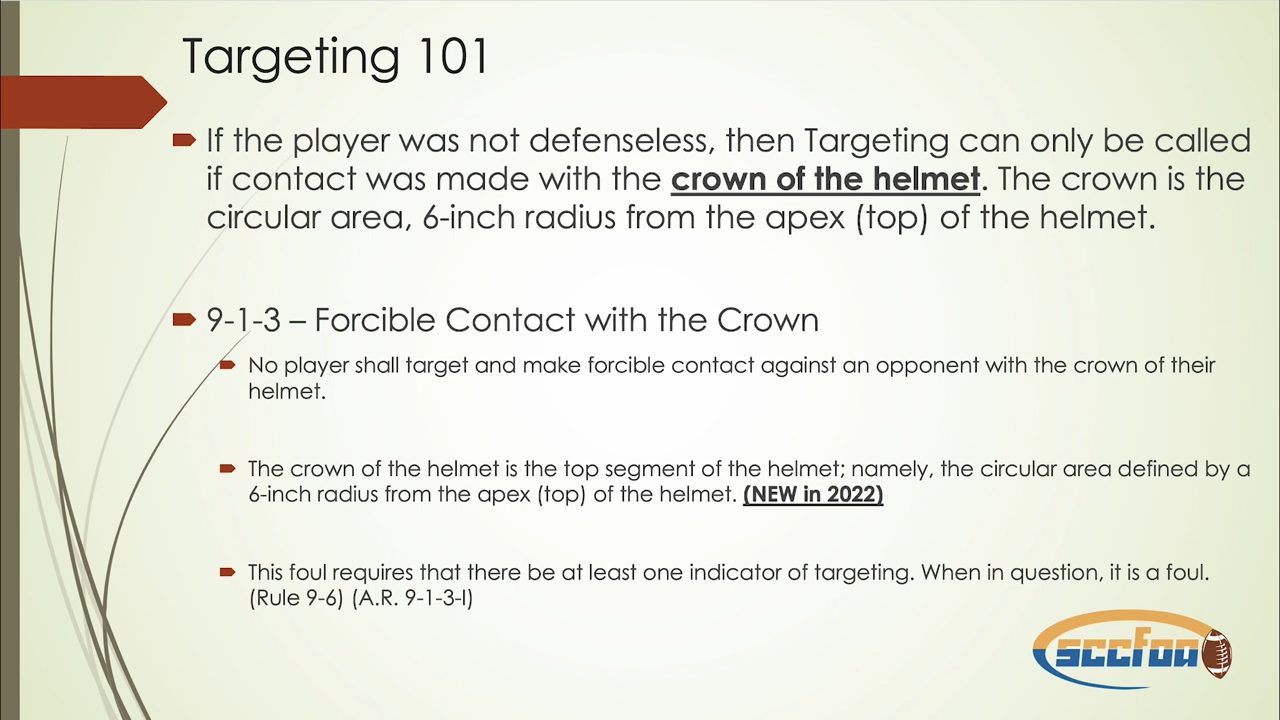 Targeting 101
If the player was not defenseless, then Targeting can only be called
if contact was made with the crown of the helmet. The crown is the
circular area, 6-inch radius from the apex (top) of the helmet.
9-1-3 – Forcible Contact with the Crown
No player shall target and make forcible contact against an opponent with the crown of their
helmet.
The crown of the helmet is the top segment of the helmet; namely, the circular area defined by a
6-inch radius from the apex (top) of the helmet. (NEW in 2022)
This foul requires that there be at least one indicator of targeting. When in question, it is a foul.
(Rule 9-6) (A.R. 9-1-3-I)
sccfoa